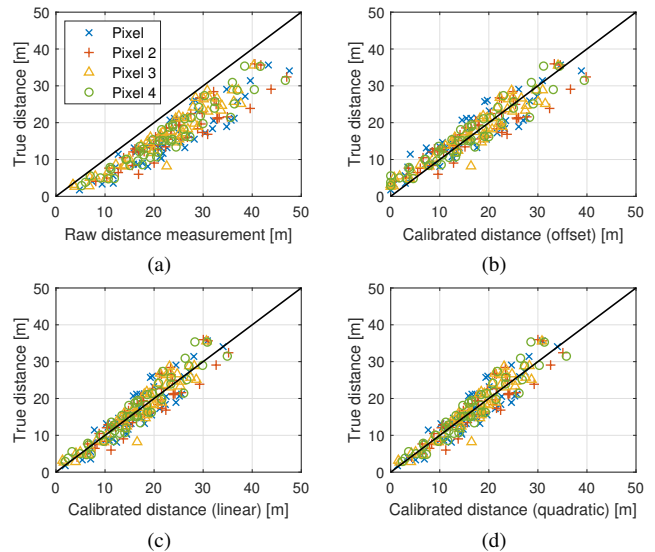 50
40
30
20
10
0
True distance [m]
Pixel
Pixel 2
Pixel 3
Pixel 4
0 10 20 30 40 50
Raw distance measurement [m]
(a)
50
40
30
20
10
0
True distance [m]
0 10 20 30 40 50
Calibrated distance (offset) [m]
(b)
50
40
30
20
10
0
True distance [m]
0 10 20 30 40 50
Calibrated distance (linear) [m]
(c)
50
40
30
20
10
0
True distance [m]
0 10 20 30 40 50
Calibrated distance (quadratic) [m]
(d)